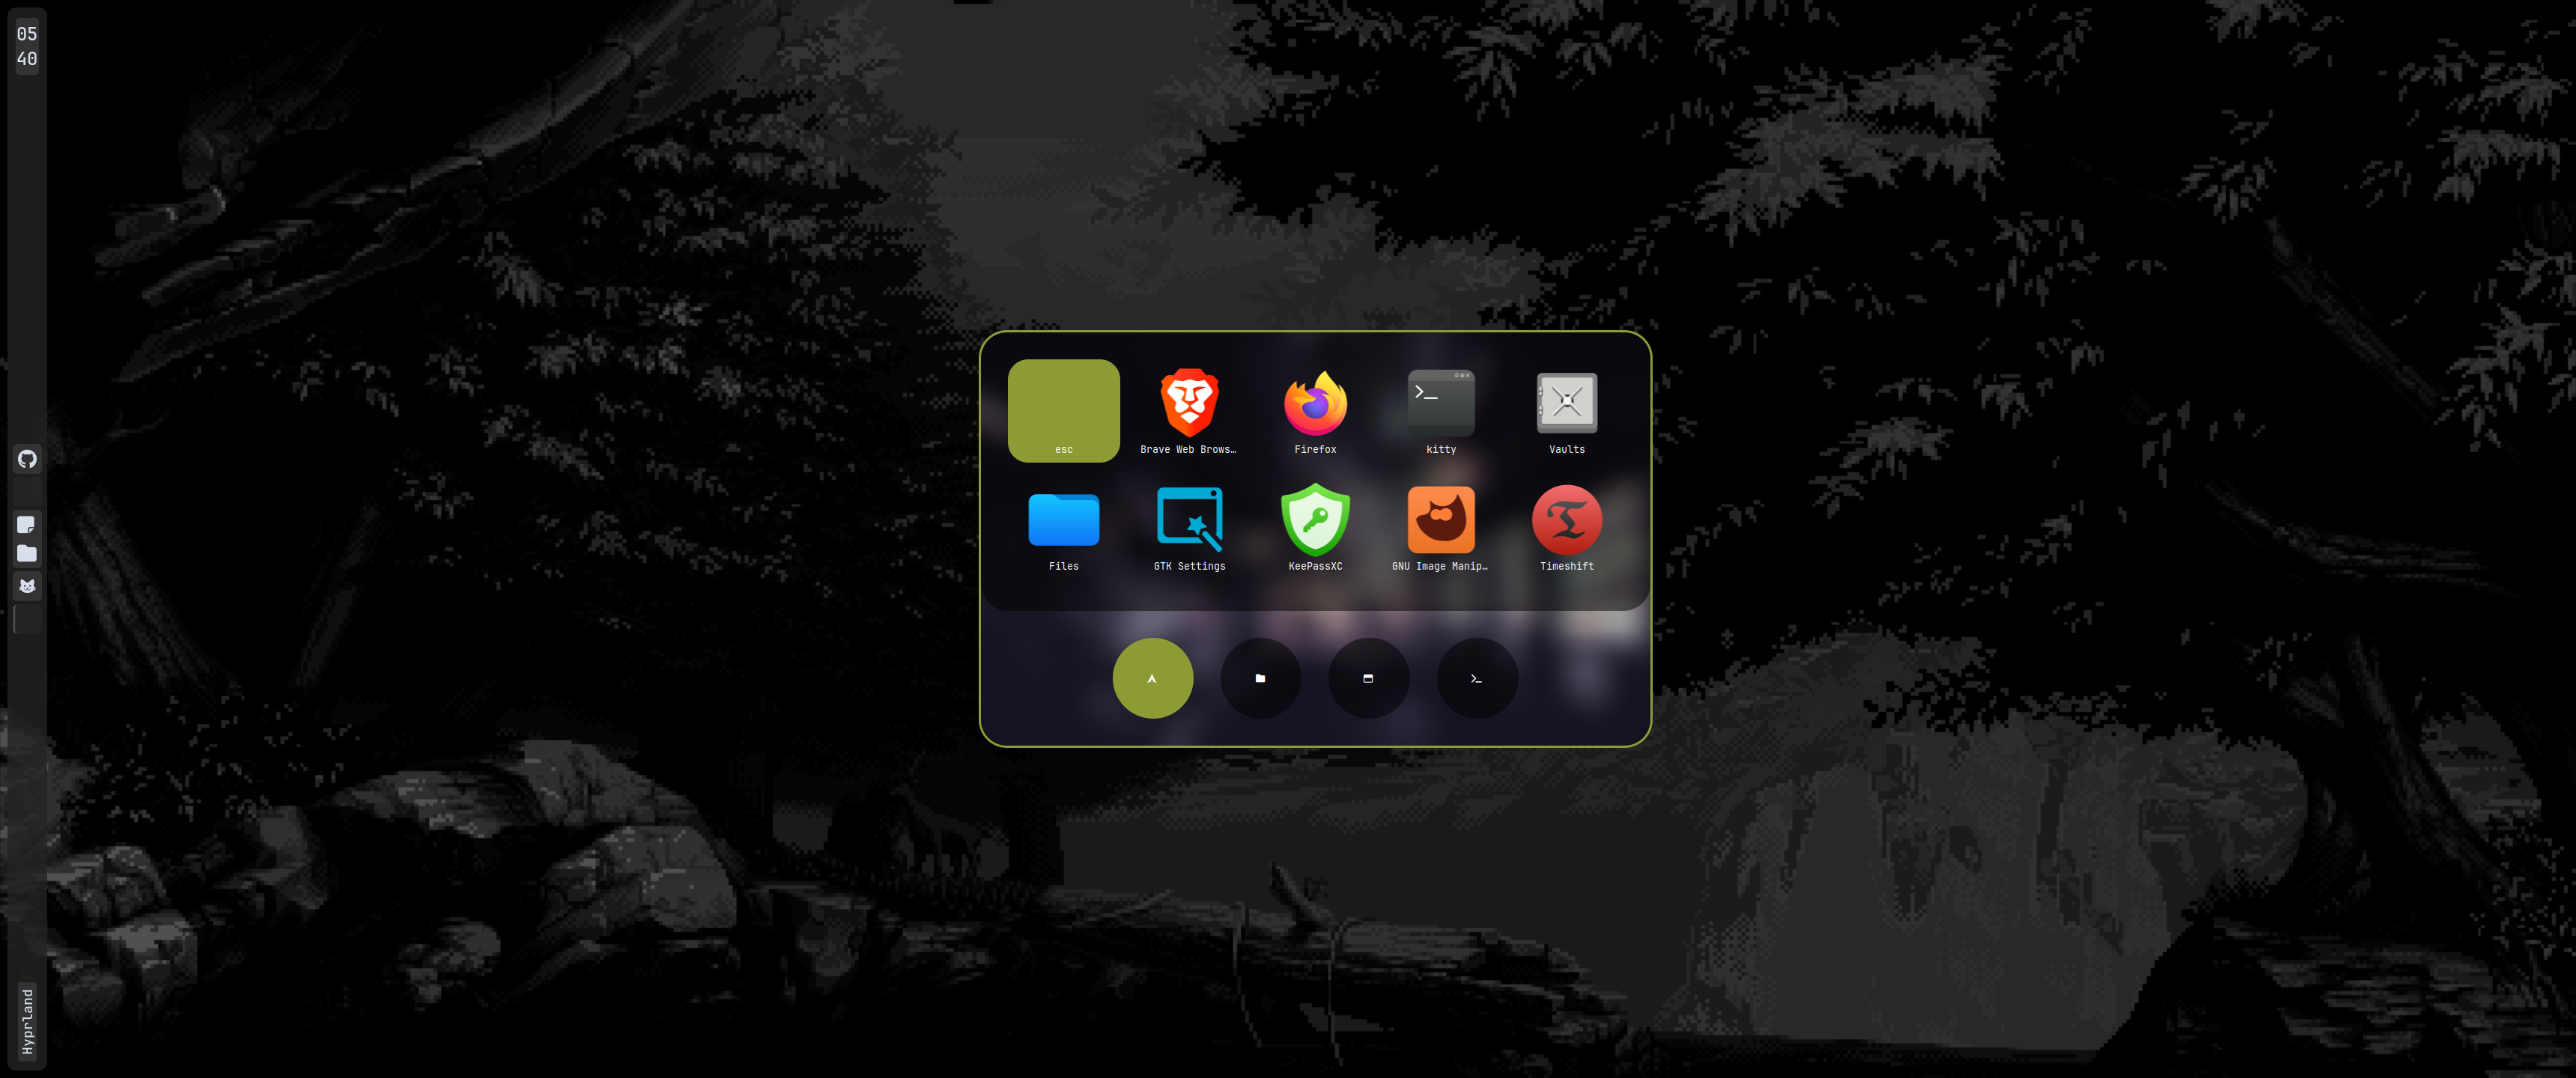 05
40
esc
Brave Web Brows…
Firefox
kitty
Vaults
Files
GTK Settings
KeePassXC
GNU Image Manip…
Timeshift
Hyprland